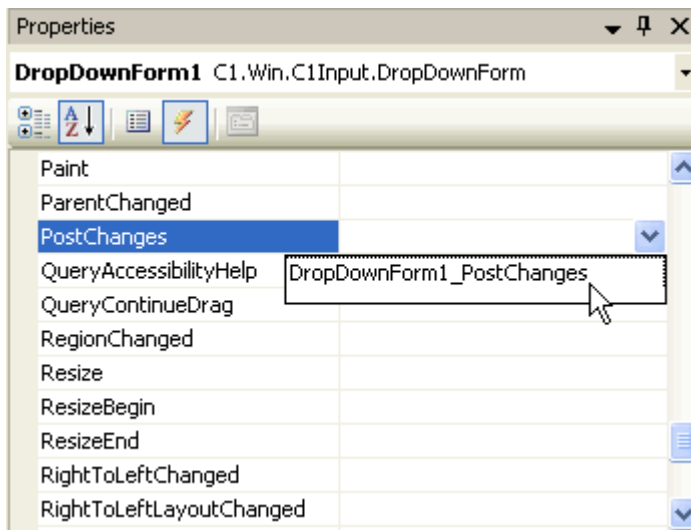 Properties
DropDownForm1 C1.Win.C1Input.DropDownForm
A
Z
Paint
ParentChanged
PostChanges
QueryAccessibilityHelp
DropDownForm1_PostChanges
QueryContinueDrag
RegionChanged
Resize
ResizeBegin
ResizeEnd
RightToLeftChanged
RightToLeftLayoutChanged